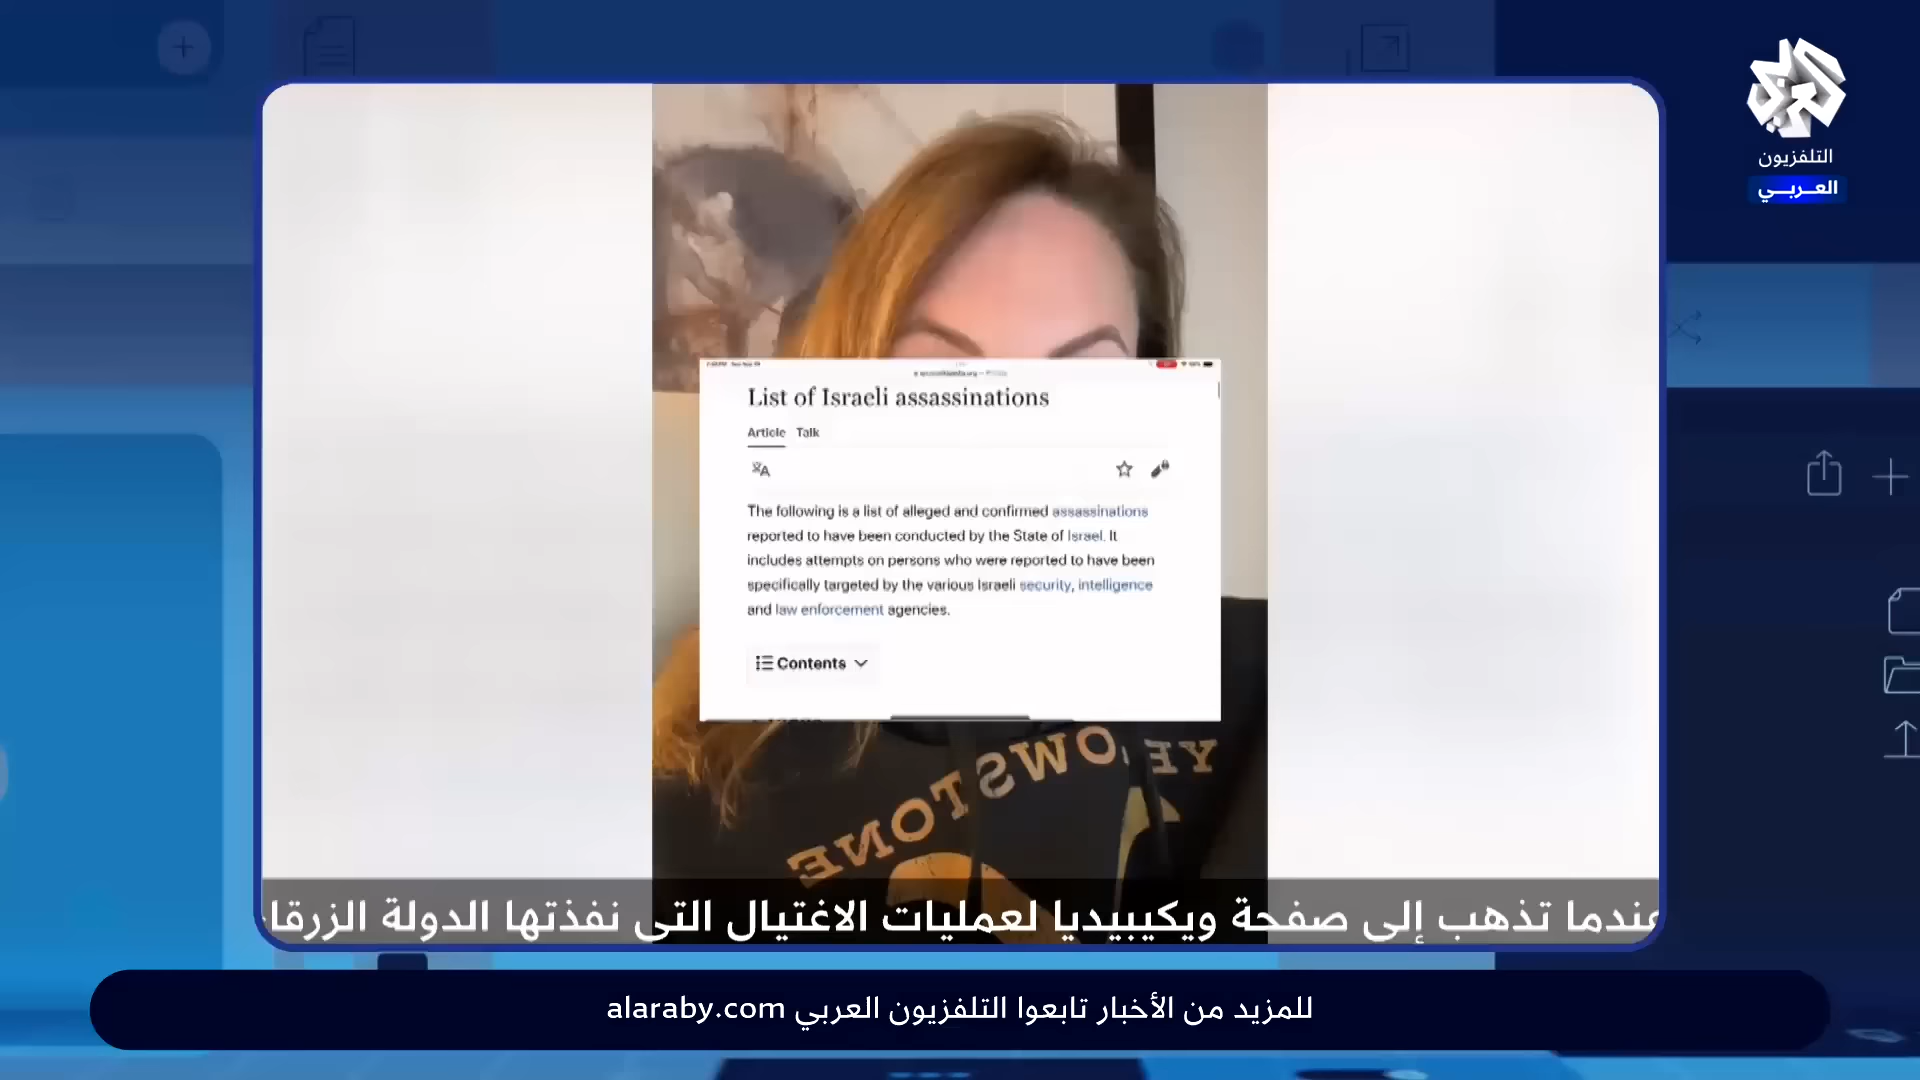 التلفزيون
العربي
List of Israeli assassinations
Article Talk
The following is a list of alleged and confirmed assassinations
reported to have been conducted by the State of Israel. It
includes attempts on persons who were reported to have been
specifically targeted by the various Israeli security, intelligence
and law enforcement agencies.
Contents
YELLOWSTONE
عندما تذهب إلى صفحة ويكيبيديا لعمليات الاغتيال التي نفذتها الدولة الزرقاء
للمزيد من الأخبار تابعوا التلفزيون العربي alaraby.com